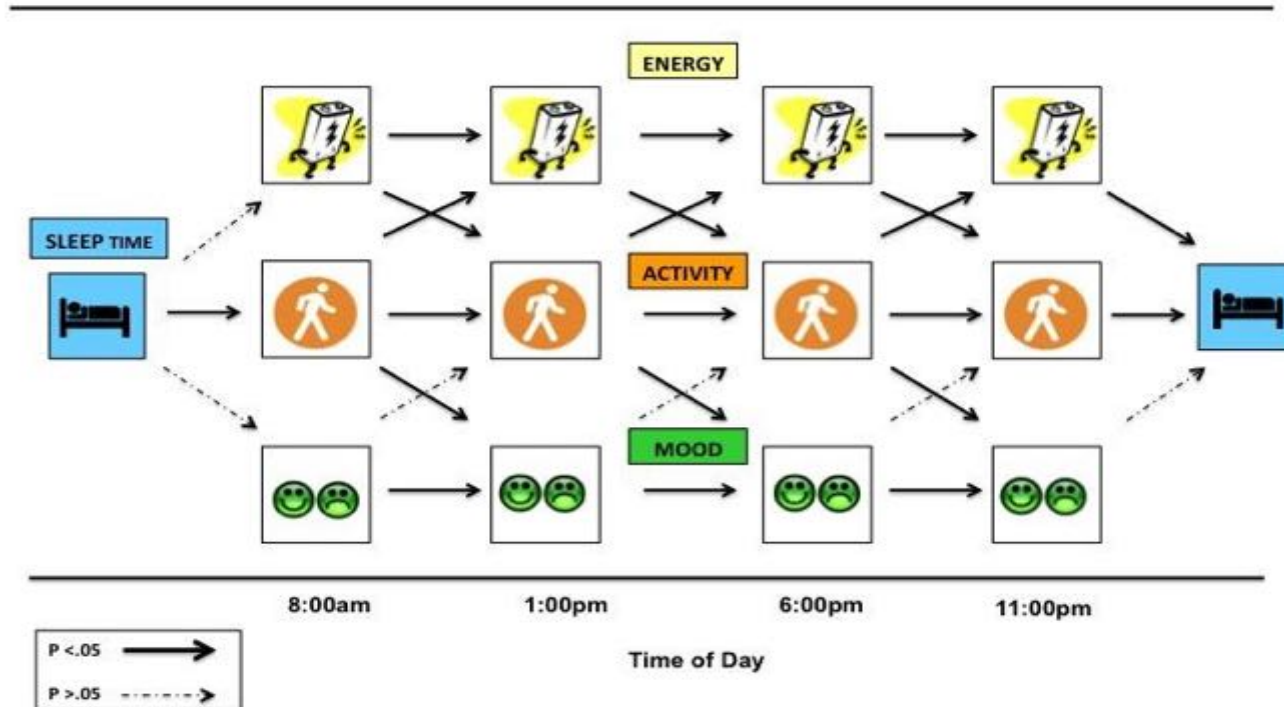 ENERGY
SLEEP TIME
ACTIVITY
MOOD
8:00am 1:00pm 6:00pm 11:00pm
P <.05
Time of Day
P >.05